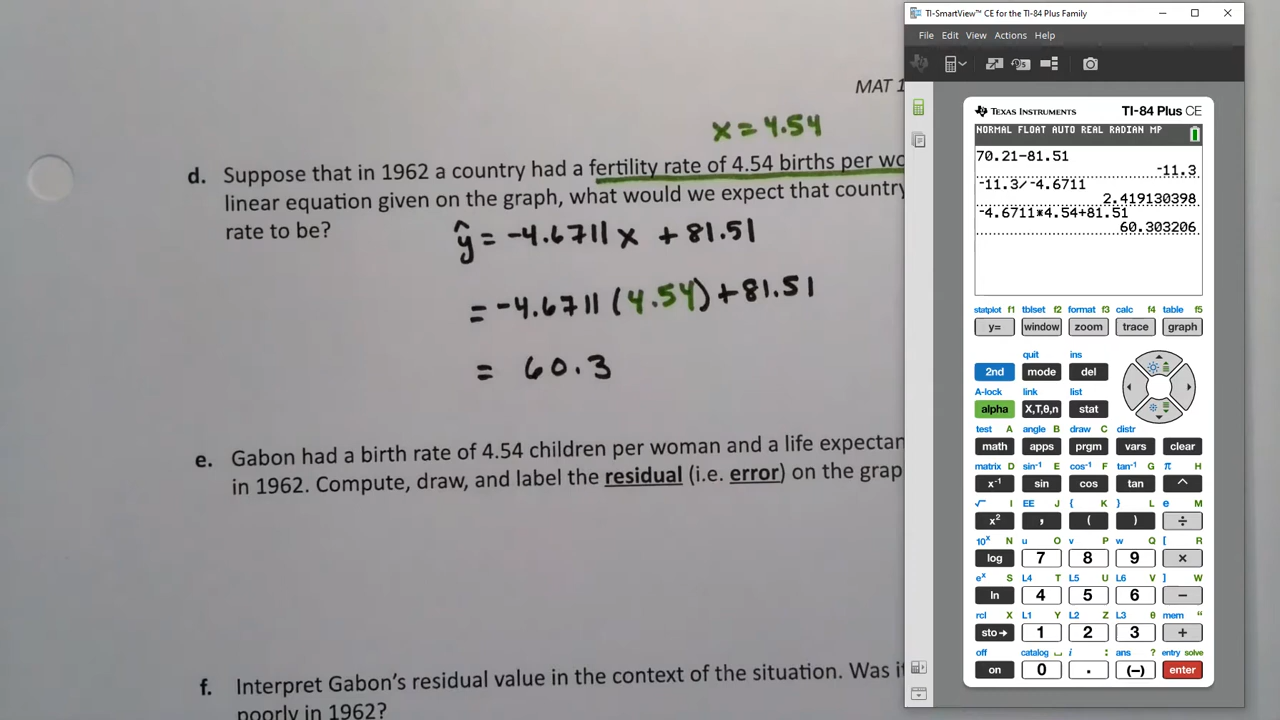 TI-SmartView™ CE for the TI-84 Plus Family
File Edit View Actions Help
MAT 1
x = 4.54
d. Suppose that in 1962 a country had a fertility rate of 4.54 births per wo
linear equation given on the graph, what would we expect that country
rate to be?
ŷ = -4.6711x + 81.51
= -4.6711(4.54) + 81.51
= 60.3
e. Gabon had a birth rate of 4.54 children per woman and a life expectan
in 1962. Compute, draw, and label the residual (i.e. error) on the grap
f. Interpret Gabon's residual value in the context of the situation. Was i
poorly in 1962?
TEXAS INSTRUMENTS TI-84 Plus CE
NORMAL FLOAT AUTO REAL RADIAN MP
70.21-81.51
-11.3
-11.3/-4.6711
2.419130398
-4.6711*4.54+81.51
60.303206
statplot f1 tblset f2 format f3 calc f4 table f5
y= window zoom trace graph
quit ins
2nd mode del
A-lock link list
alpha X,T,θ,n stat
test A angle B draw C distr
math apps prgm vars clear
matrix D sin⁻¹ E cos⁻¹ F tan⁻¹ G π H
x⁻¹ sin cos tan ^
√ I EE J { K } L e M
x² , ( ) ÷
10ˣ N u O v P w Q [ R
log 7 8 9 ×
eˣ S L4 T L5 U L6 V ] W
ln 4 5 6 −
rcl X L1 Y L2 Z L3 θ mem "
sto→ 1 2 3 +
off catalog ⎵ i : ans ? entry solve
on 0 . (−) enter